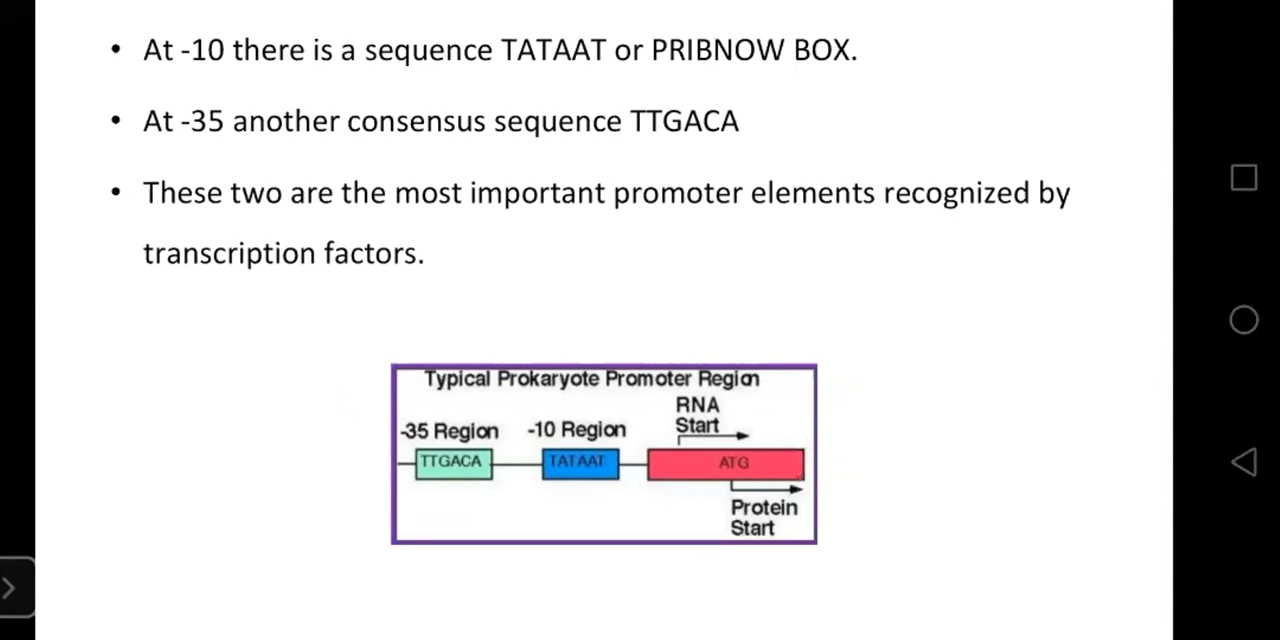 • At -10 there is a sequence TATAAT or PRIBNOW BOX.
• At -35 another consensus sequence TTGACA
• These two are the most important promoter elements recognized by
transcription factors.
Typical Prokaryote Promoter Region
RNA
Start
-35 Region -10 Region
TTGACA TATAAT ATG
Protein
Start